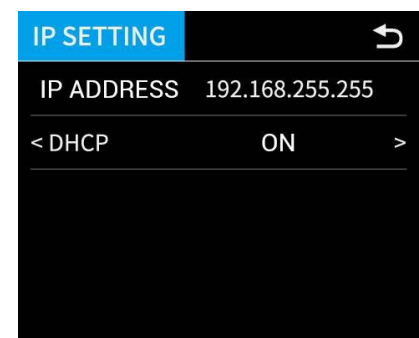 IP SETTING
IP ADDRESS 192.168.255.255
< DHCP ON >